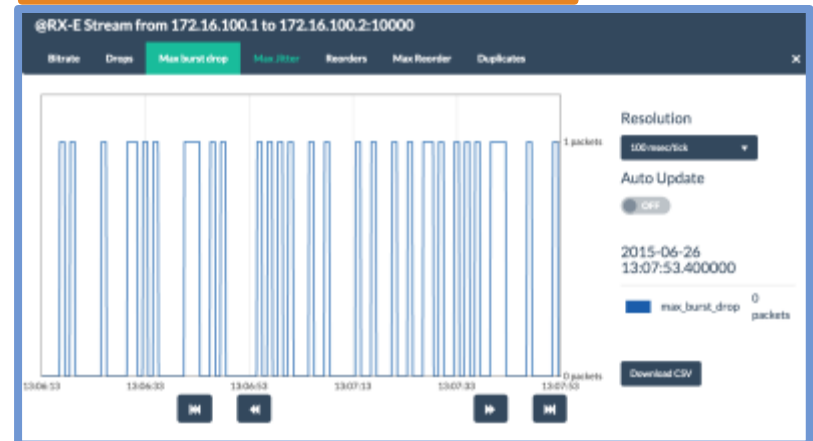 @RX-E Stream from 172.16.100.1 to 172.16.100.2:10000
Bitrate Drops Max burst drop Max Jitter Reorders Max Reorder Duplicates ×
Resolution
1 packets
100 msec/tick
Auto Update
OFF
2015-06-26
13:07:53.400000
max_burst_drop 0 packets
0 packets
Download CSV
13:06:13 13:06:33 13:06:53 13:07:13 13:07:33 13:07:53